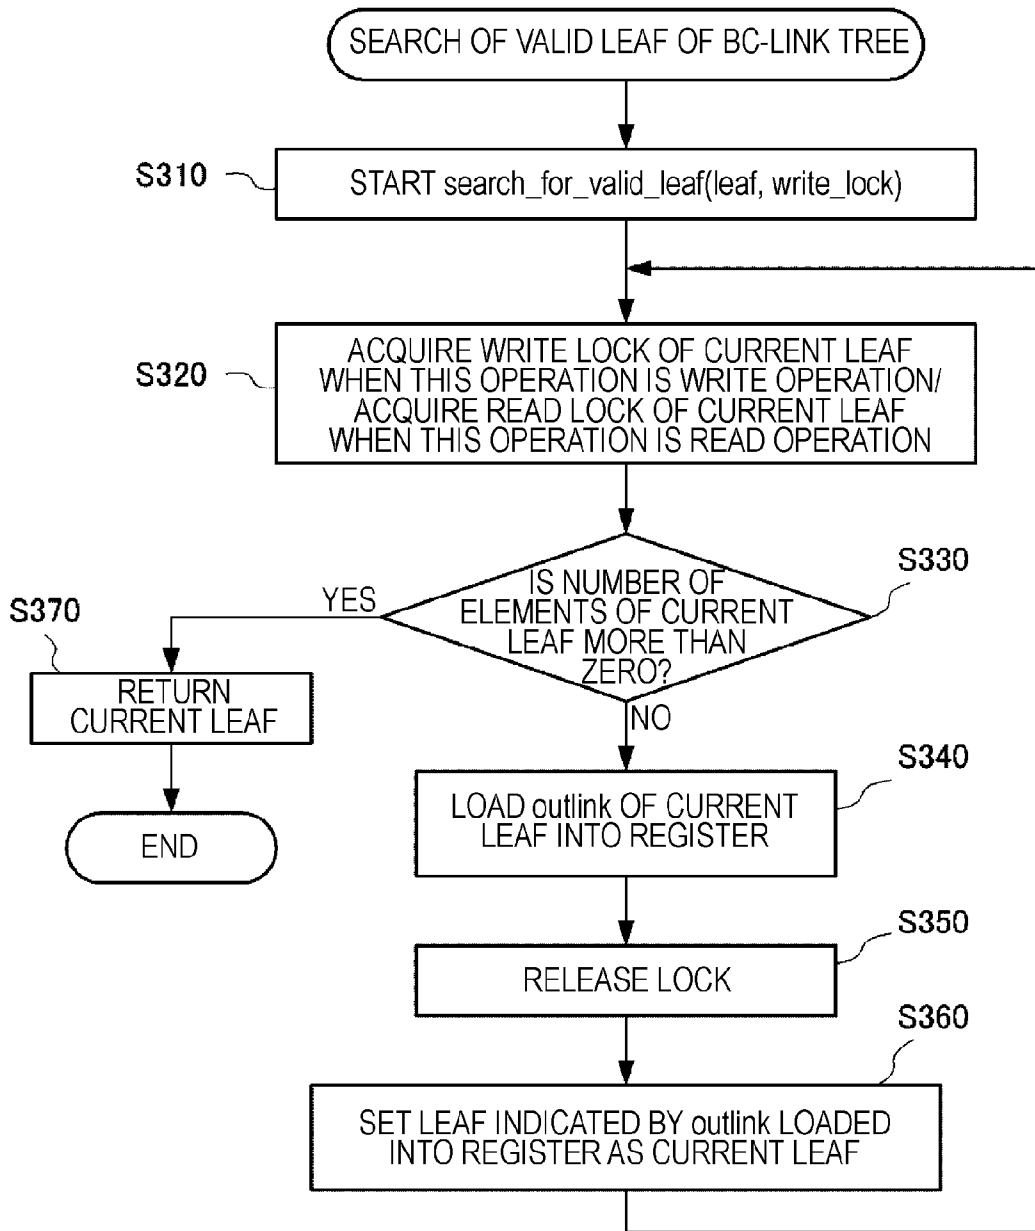 SEARCH OF VALID LEAF OF BC-LINK TREE
S310
START search_for_valid_leaf(leaf, write_lock)
S320
ACQUIRE WRITE LOCK OF CURRENT LEAF
WHEN THIS OPERATION IS WRITE OPERATION/
ACQUIRE READ LOCK OF CURRENT LEAF
WHEN THIS OPERATION IS READ OPERATION
S330
IS NUMBER OF
ELEMENTS OF CURRENT
LEAF MORE THAN
ZERO?
YES
S370
RETURN
CURRENT LEAF
END
NO
S340
LOAD outlink OF CURRENT
LEAF INTO REGISTER
S350
RELEASE LOCK
S360
SET LEAF INDICATED BY outlink LOADED
INTO REGISTER AS CURRENT LEAF